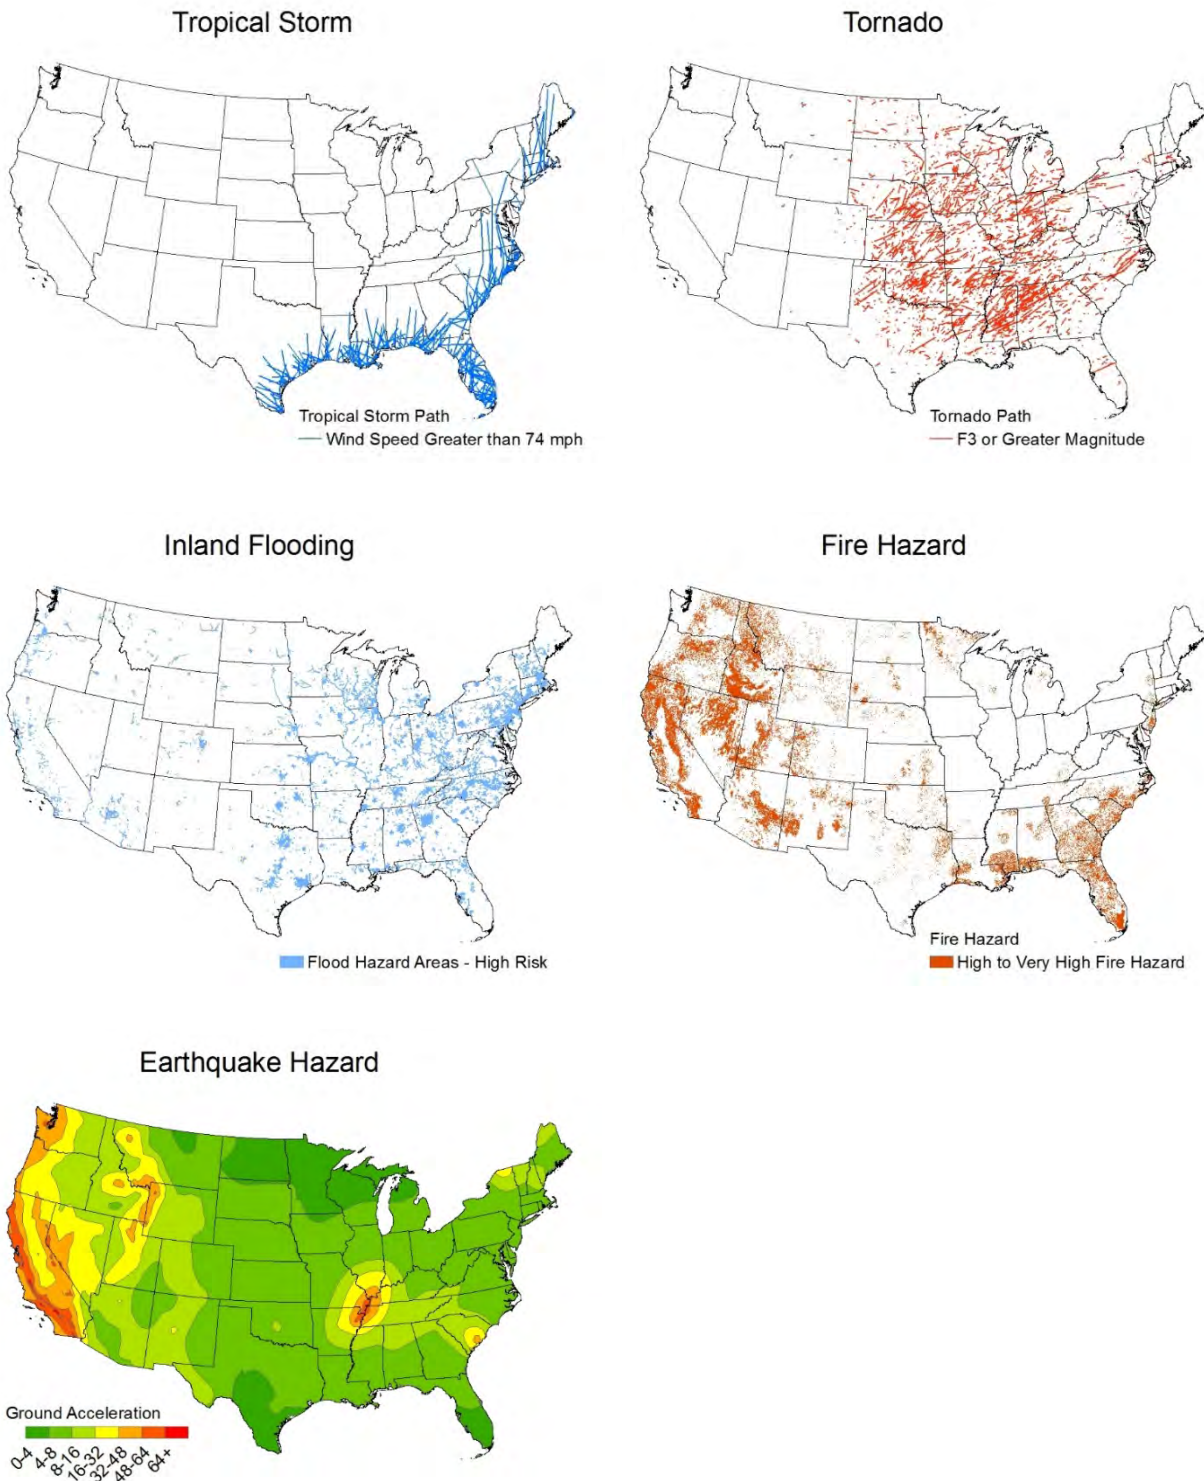 Tropical Storm
Tropical Storm Path
Wind Speed Greater than 74 mph
Tornado
Tornado Path
F3 or Greater Magnitude
Inland Flooding
Flood Hazard Areas - High Risk
Fire Hazard
Fire Hazard
High to Very High Fire Hazard
Earthquake Hazard
Ground Acceleration
0-4
4-8
8-16
16-32
32-48
48-64
64+